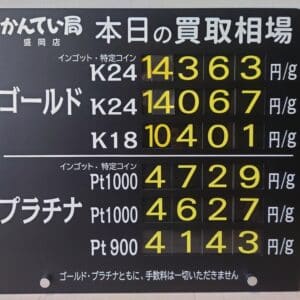 かんてい局
盛岡店
本日の買取相場
インゴット・特定コイン
K24 14363 円/g
ゴールド K24 14067 円/g
K18 10401 円/g
インゴット・特定コイン
Pt1000 4729 円/g
プラチナ Pt1000 4627 円/g
Pt900 4143 円/g
ゴールド・プラチナともに、手数料は一切いただきません